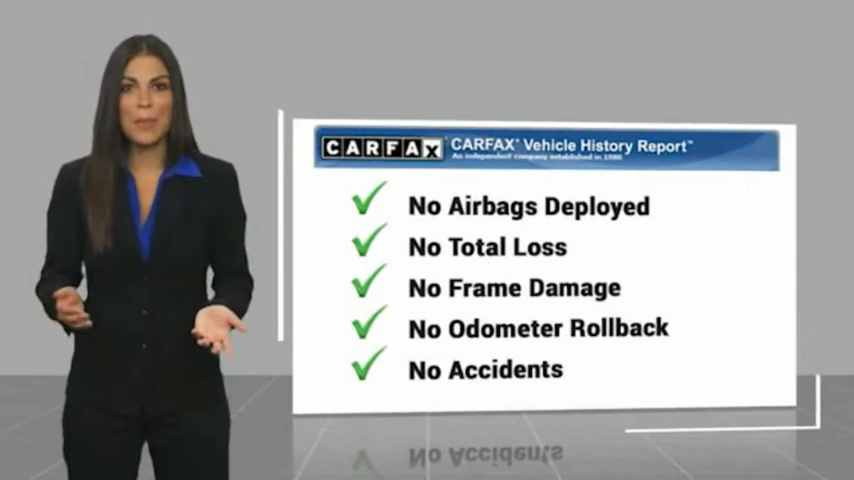 CARFAX CARFAX® Vehicle History Report™
An independent company established in 1986
No Airbags Deployed
No Total Loss
No Frame Damage
No Odometer Rollback
No Accidents
No Accidents